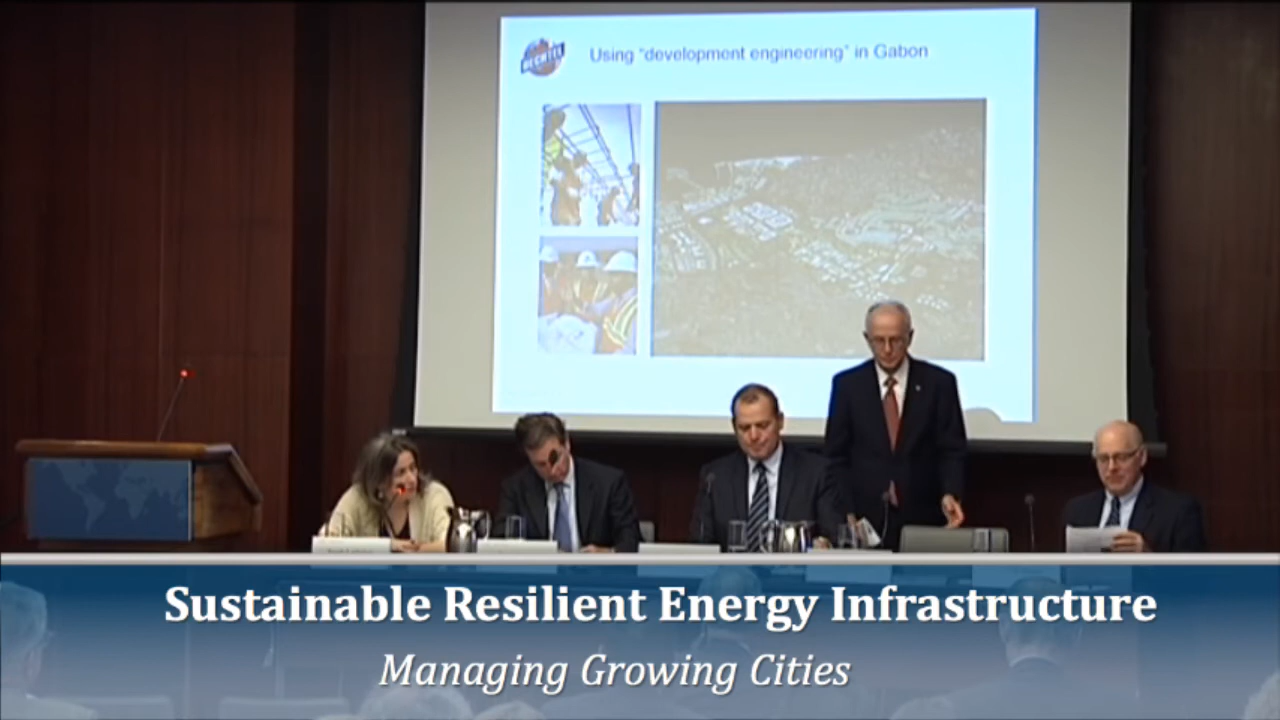 BECHTEL
Using "development engineering" in Gabon
Sustainable Resilient Energy Infrastructure
Managing Growing Cities